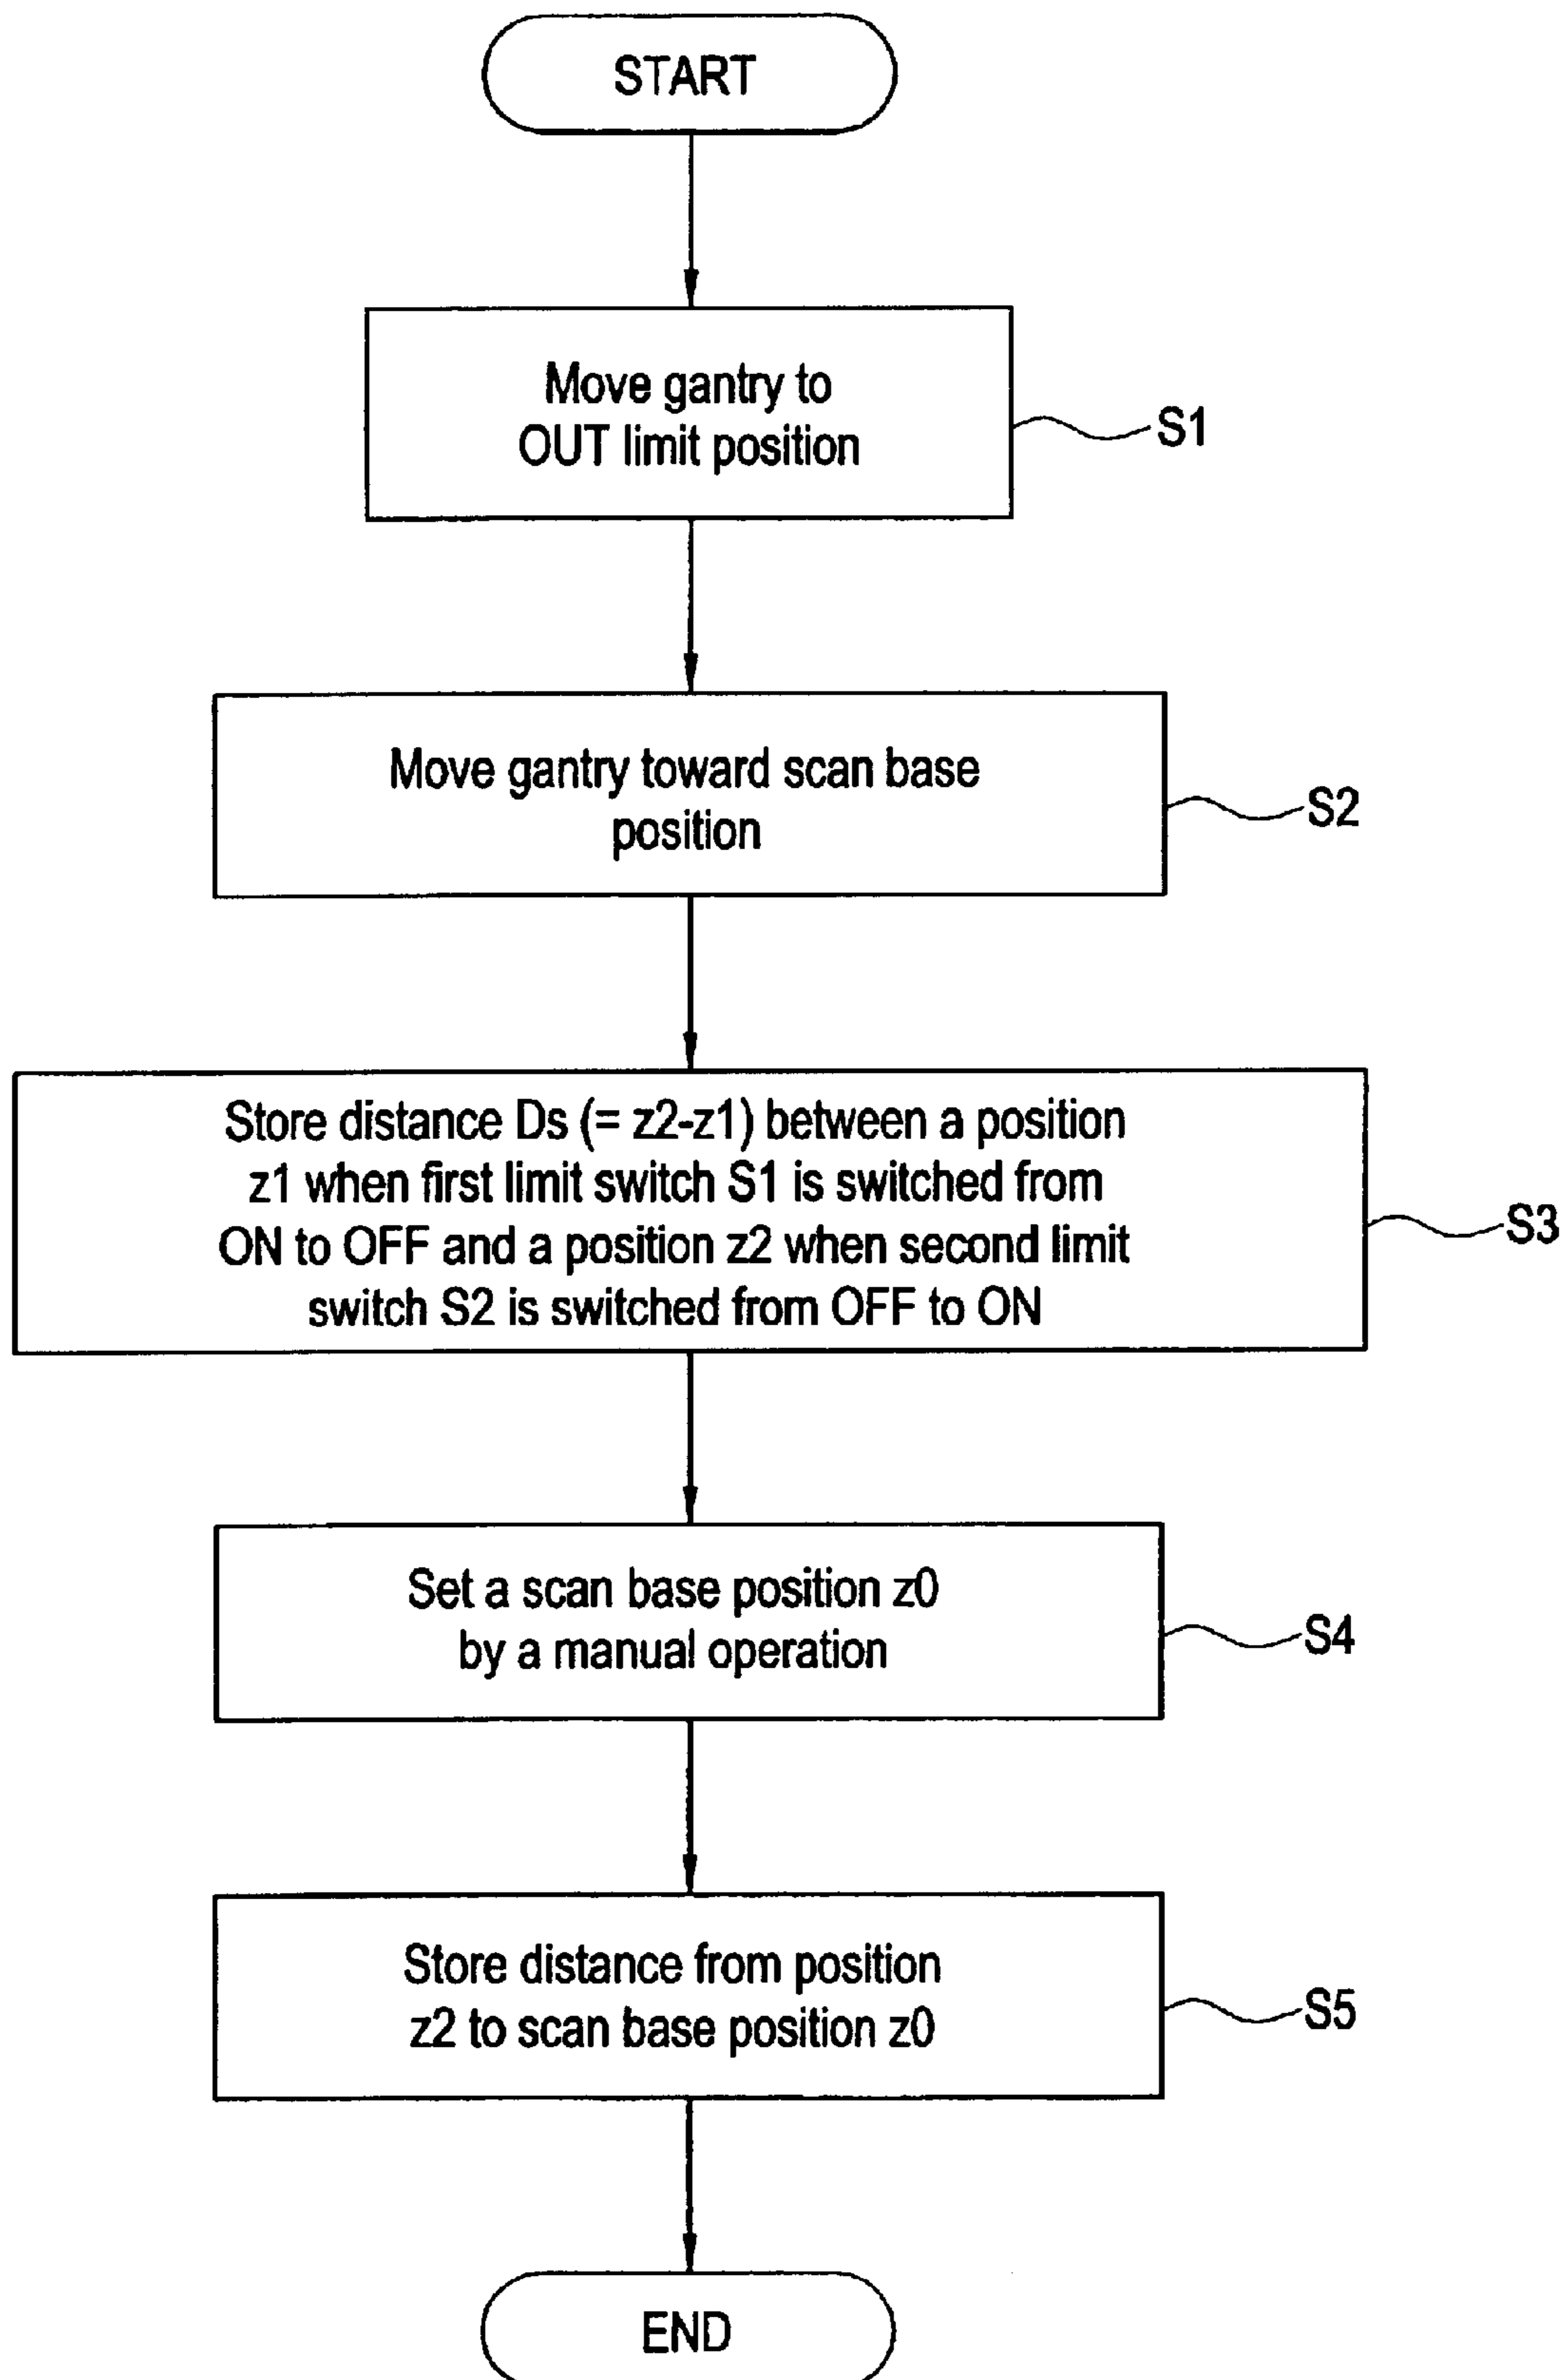 START
Move gantry to
OUT limit position
S1
Move gantry toward scan base
position
S2
Store distance Ds (= z2-z1) between a position
z1 when first limit switch S1 is switched from
ON to OFF and a position z2 when second limit
switch S2 is switched from OFF to ON
S3
Set a scan base position z0
by a manual operation
S4
Store distance from position
z2 to scan base position z0
S5
END